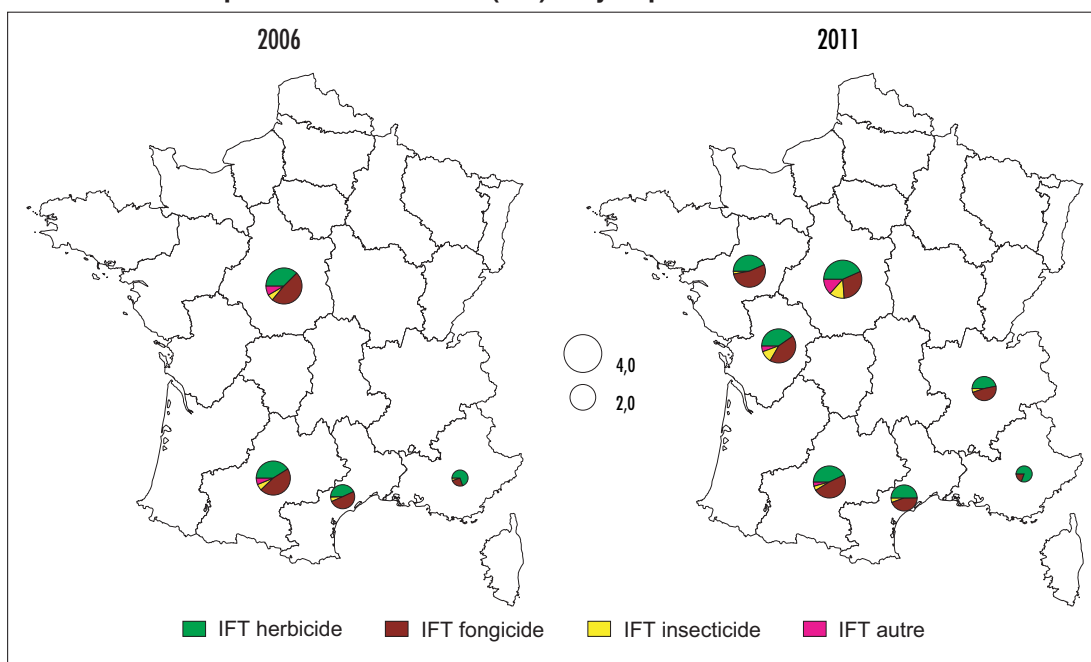 2006
2011
4,0
2,0
IFT herbicide
IFT fongicide
IFT insecticide
IFT autre